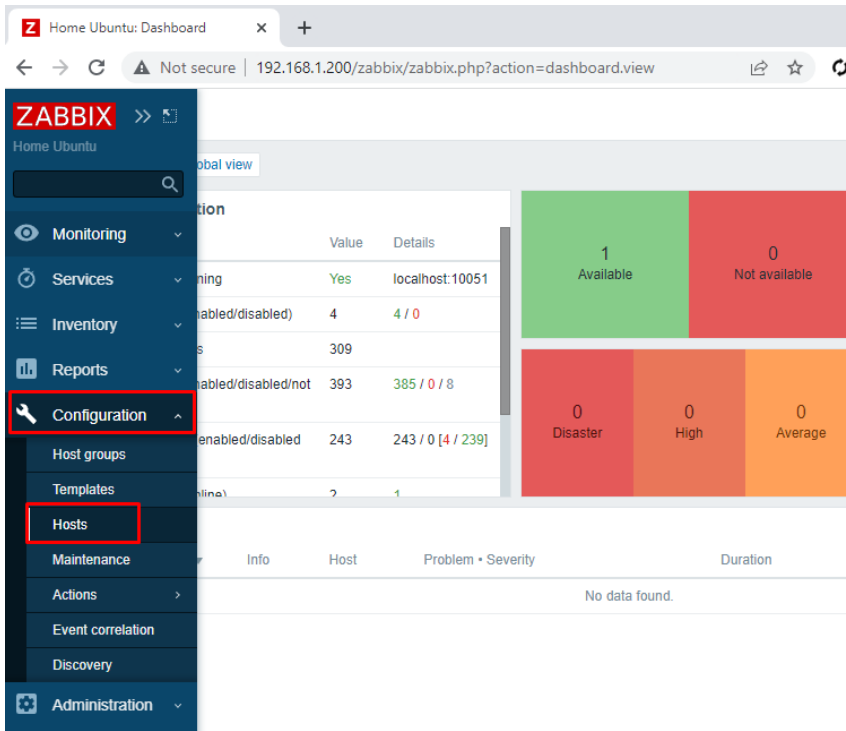 Home Ubuntu: Dashboard
Not secure | 192.168.1.200/zabbix/zabbix.php?action=dashboard.view
ZABBIX
Home Ubuntu
obal view
tion
Value Details
ning Yes localhost:10051
nabled/disabled) 4 4 / 0
s 309
nabled/disabled/not 393 385 / 0 / 8
enabled/disabled 243 243 / 0 [4 / 239]
nline) 2 1
1
Available
0
Not available
0
Disaster
0
High
0
Average
Info Host Problem • Severity Duration
No data found.
Monitoring
Services
Inventory
Reports
Configuration
Host groups
Templates
Hosts
Maintenance
Actions
Event correlation
Discovery
Administration